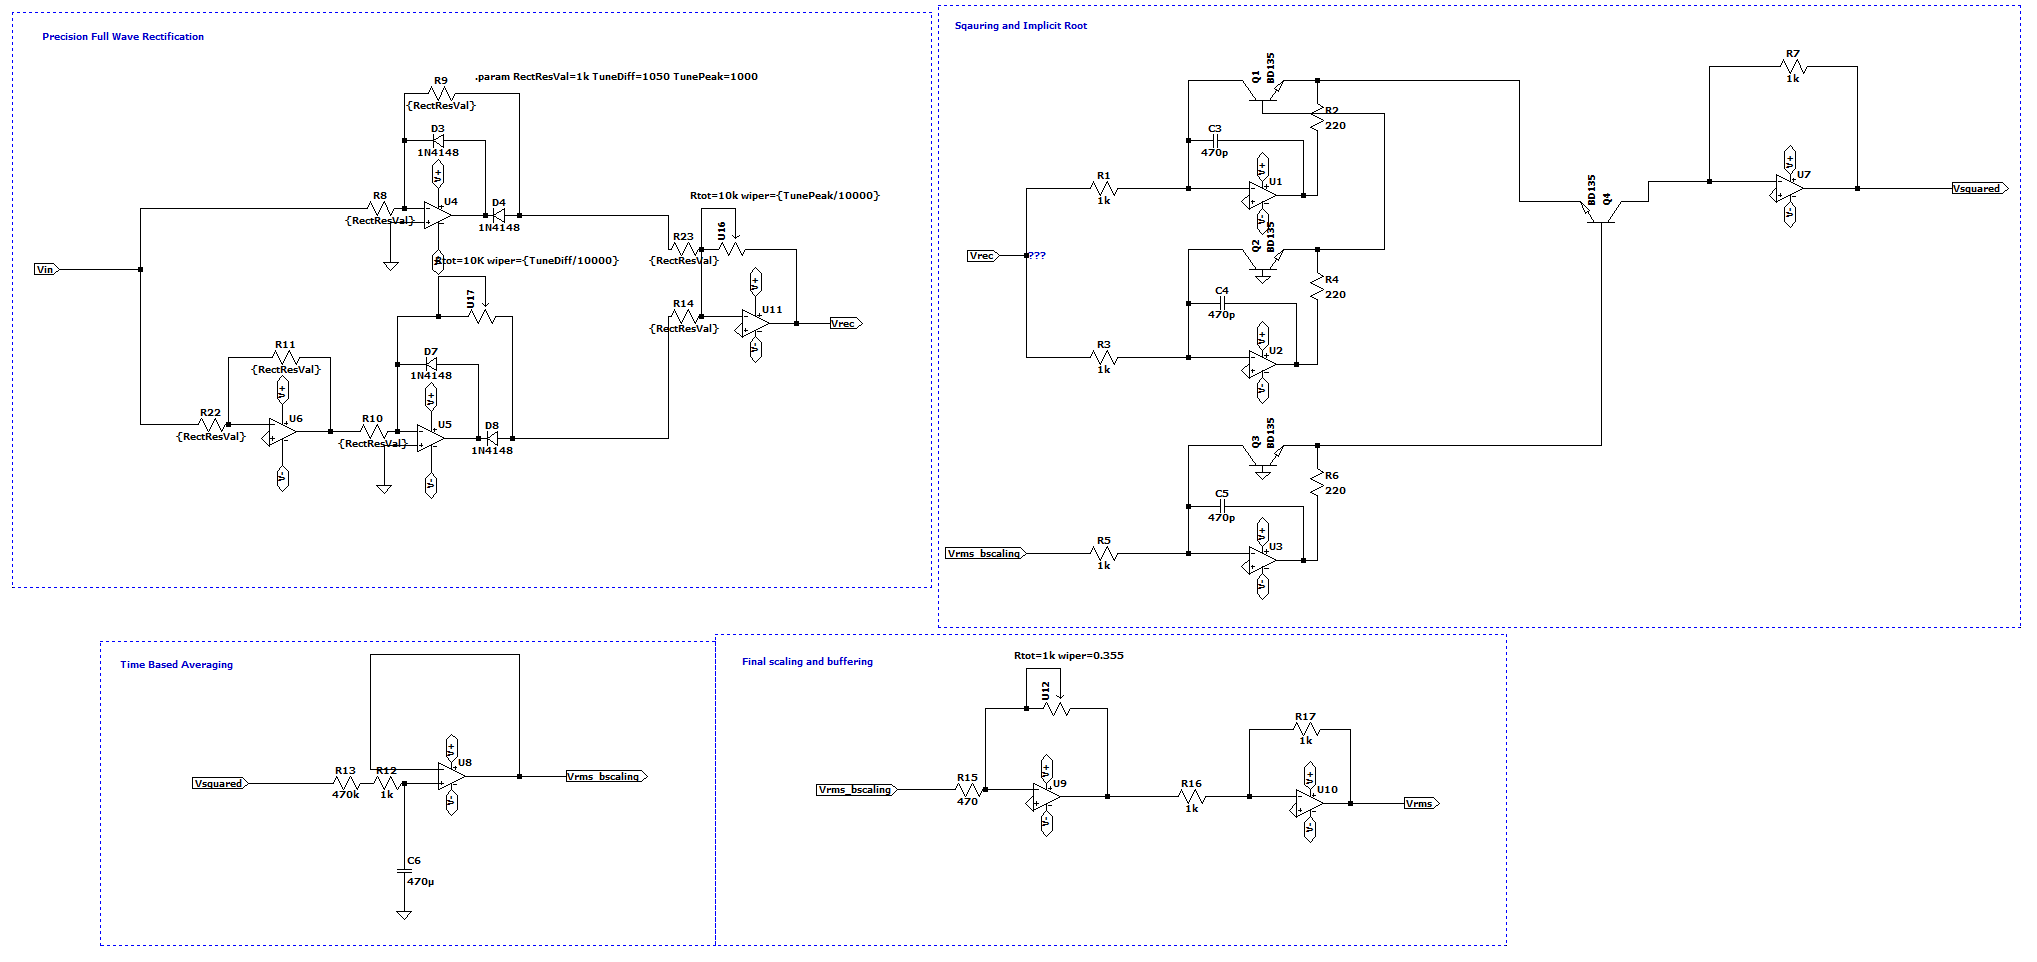 Precision Full Wave Rectification
.param RectResVal=1k TuneDiff=1050 TunePeak=1000
R9
{RectResVal}
D3
1N4148
V+
R8
{RectResVal}
U4
D4
1N4148
Rtot=10k wiper={TunePeak/10000}
U16
R23
{RectResVal}
Vin
Rtot=10K wiper={TuneDiff/10000}
U17
V+
R14
{RectResVal}
U11
V-
Vrec
R11
{RectResVal}
D7
1N4148
V+
V+
R22
{RectResVal}
U6
V-
R10
{RectResVal}
U5
D8
1N4148
V-
Sqauring and Implicit Root
Q1
BD135
R2
220
C3
470p
V+
R1
1k
U1
V-
Vrec
???
Q2
BD135
R4
220
C4
470p
V+
R3
1k
U2
V-
Q3
BD135
R6
220
C5
470p
V+
Vrms_bscaling
R5
1k
U3
V-
BD135
Q4
R7
1k
V+
U7
V-
Vsquared
Time Based Averaging
Vsquared
R13
470k
R12
1k
V+
U8
V-
Vrms_bscaling
C6
470µ
Final scaling and buffering
Rtot=1k wiper=0.355
U12
Vrms_bscaling
R15
470
V+
U9
V-
R16
1k
R17
1k
V+
U10
V-
Vrms